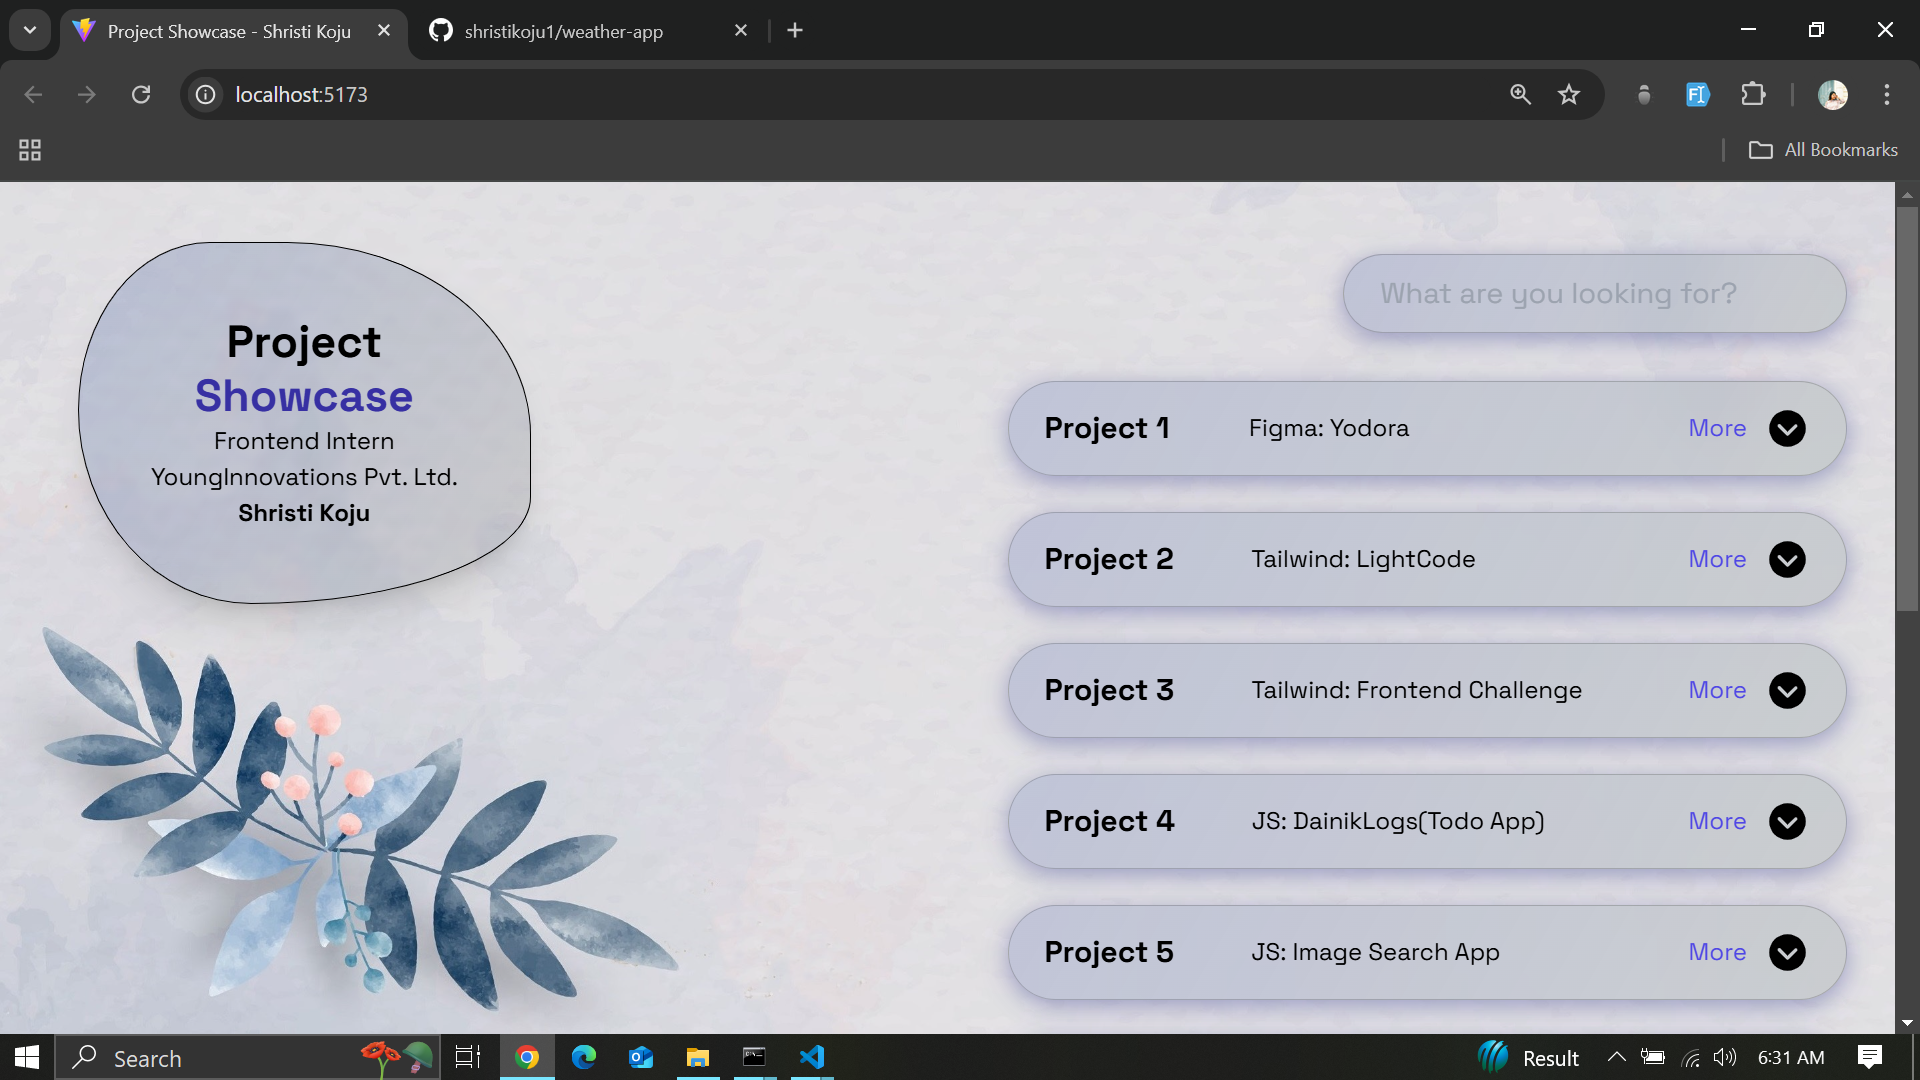 Project Showcase - Shristi Koju
shristikoju1/weather-app
localhost:5173
All Bookmarks
Project
Showcase
Frontend Intern
YoungInnovations Pvt. Ltd.
Shristi Koju
What are you looking for?
Project 1 Figma: Yodora More
Project 2 Tailwind: LightCode More
Project 3 Tailwind: Frontend Challenge More
Project 4 JS: DainikLogs(Todo App) More
Project 5 JS: Image Search App More
Search
Result
6:31 AM